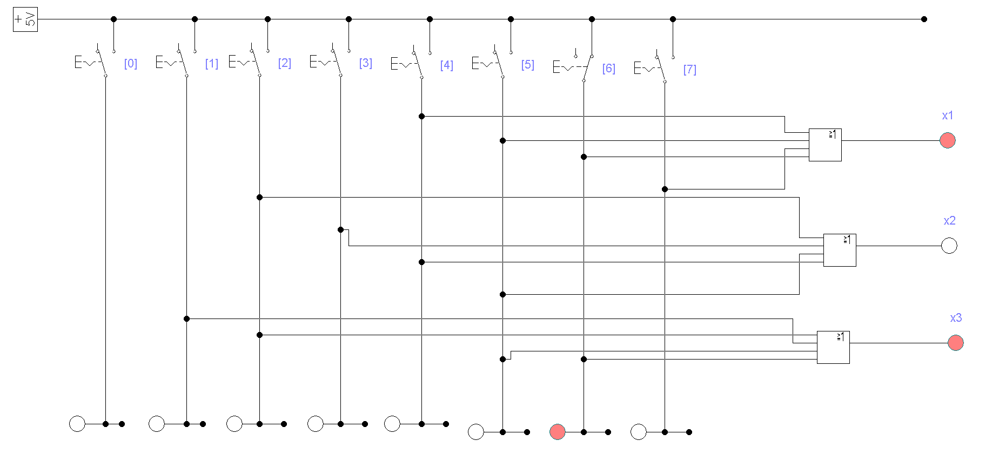 + 5V
[0]
[1]
[2]
[3]
[4]
[5]
[6]
[7]
x1
≥1
x2
≥1
x3
≥1